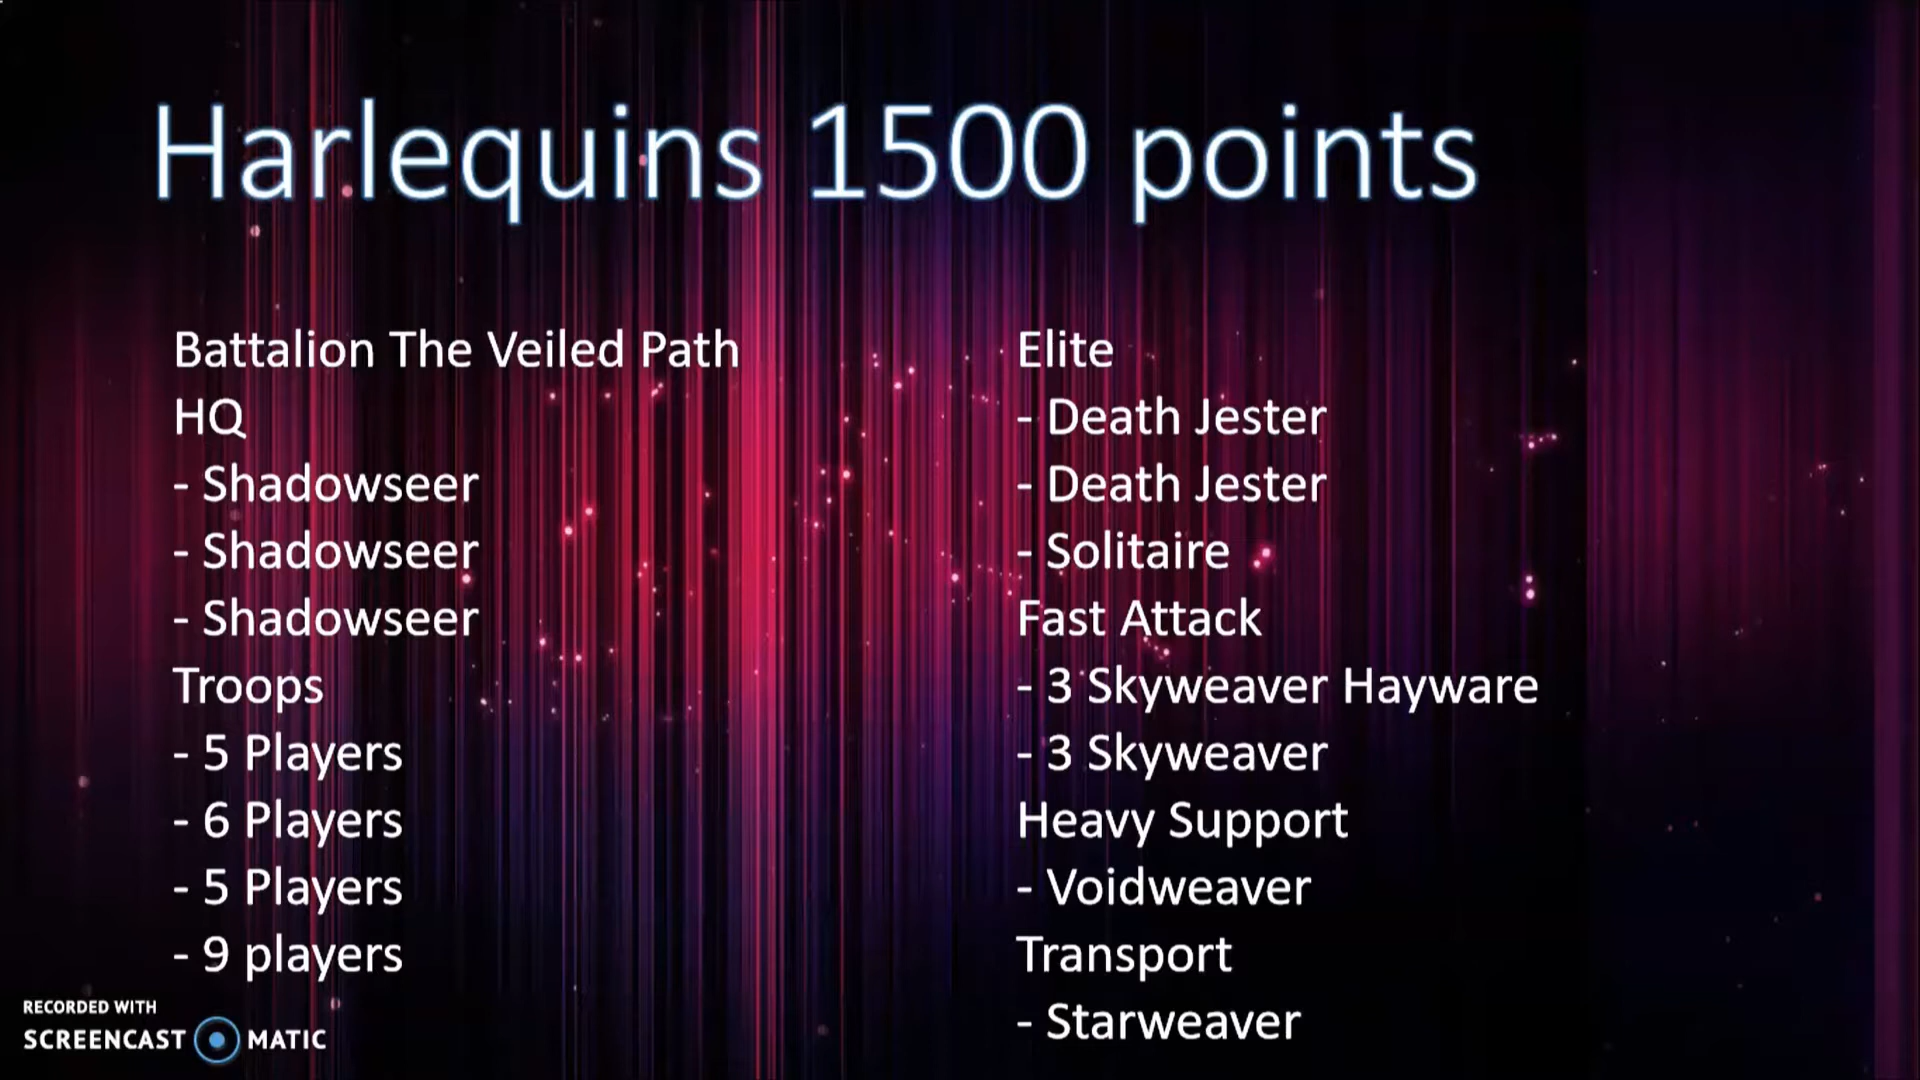 Harlequins 1500 points
Battalion The Veiled Path
HQ
- Shadowseer
- Shadowseer
- Shadowseer
Troops
- 5 Players
- 6 Players
- 5 Players
- 9 players
Elite
- Death Jester
- Death Jester
- Solitaire
Fast Attack
- 3 Skyweaver Hayware
- 3 Skyweaver
Heavy Support
- Voidweaver
Transport
- Starweaver
RECORDED WITH
SCREENCAST MATIC